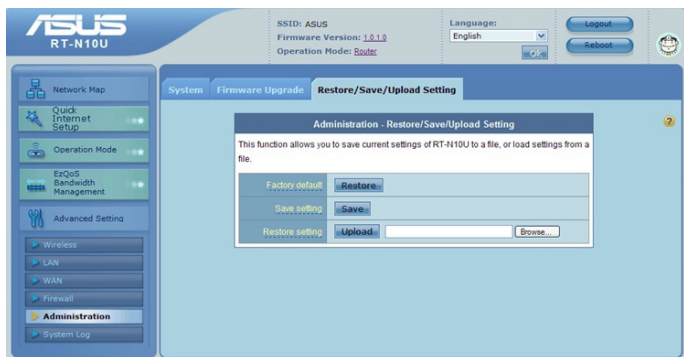 ASUS
RT-N10U
SSID: ASUS
Firmware Version: 1.0.1.0
Operation Mode: Router
Language:
English
OK
Logout
Reboot
Network Map
Quick
Internet
Setup
Operation Mode
EzQoS
Bandwidth
Management
Advanced Setting
Wireless
LAN
WAN
Firewall
Administration
System Log
System
Firmware Upgrade
Restore/Save/Upload Setting
Administration - Restore/Save/Upload Setting
This function allows you to save current settings of RT-N10U to a file, or load settings from a
file.
Factory default
Restore
Save setting
Save
Restore setting
Upload
Browse...
?